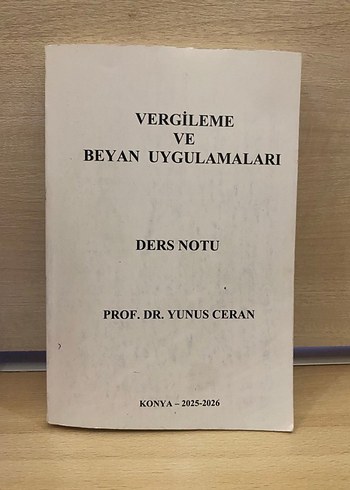 VERGİLEME
VE
BEYAN UYGULAMALARI
DERS NOTU
PROF. DR. YUNUS CERAN
KONYA – 2025-2026